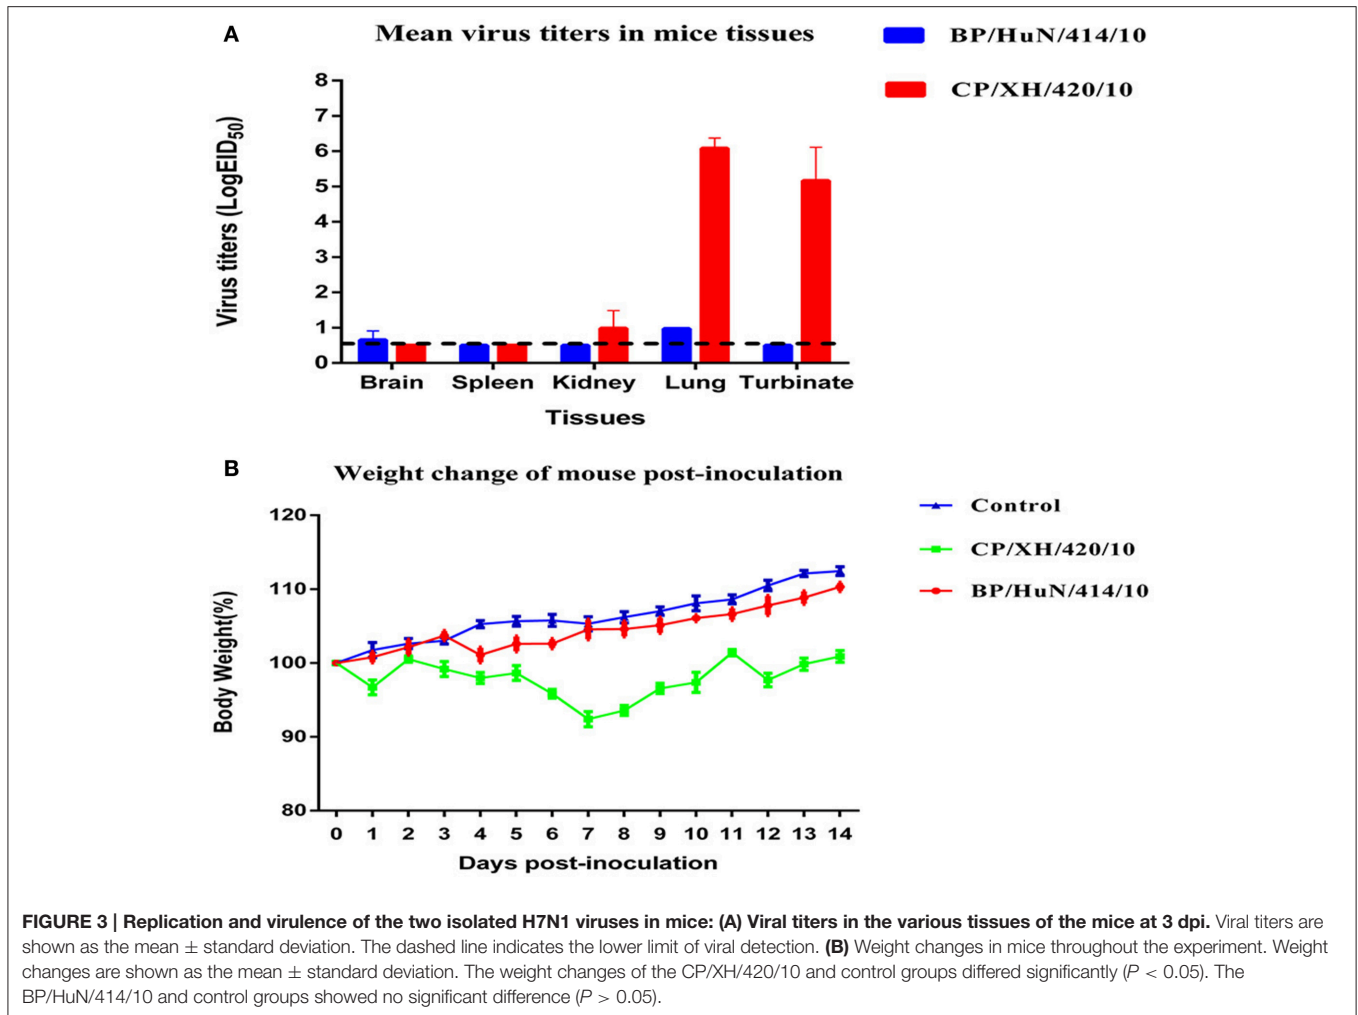 A
Mean virus titers in mice tissues
BP/HuN/414/10
CP/XH/420/10
Virus titers (LogEID50)
8
7
6
5
4
3
2
1
0
Brain Spleen Kidney Lung Turbinate
Tissues
B
Weight change of mouse post-inoculation
Control
CP/XH/420/10
BP/HuN/414/10
Body Weight(%)
120
110
100
90
80
0 1 2 3 4 5 6 7 8 9 10 11 12 13 14
Days post-inoculation
FIGURE 3 | Replication and virulence of the two isolated H7N1 viruses in mice: (A) Viral titers in the various tissues of the mice at 3 dpi. Viral titers are
shown as the mean ± standard deviation. The dashed line indicates the lower limit of viral detection. (B) Weight changes in mice throughout the experiment. Weight
changes are shown as the mean ± standard deviation. The weight changes of the CP/XH/420/10 and control groups differed significantly (P < 0.05). The
BP/HuN/414/10 and control groups showed no significant difference (P > 0.05).